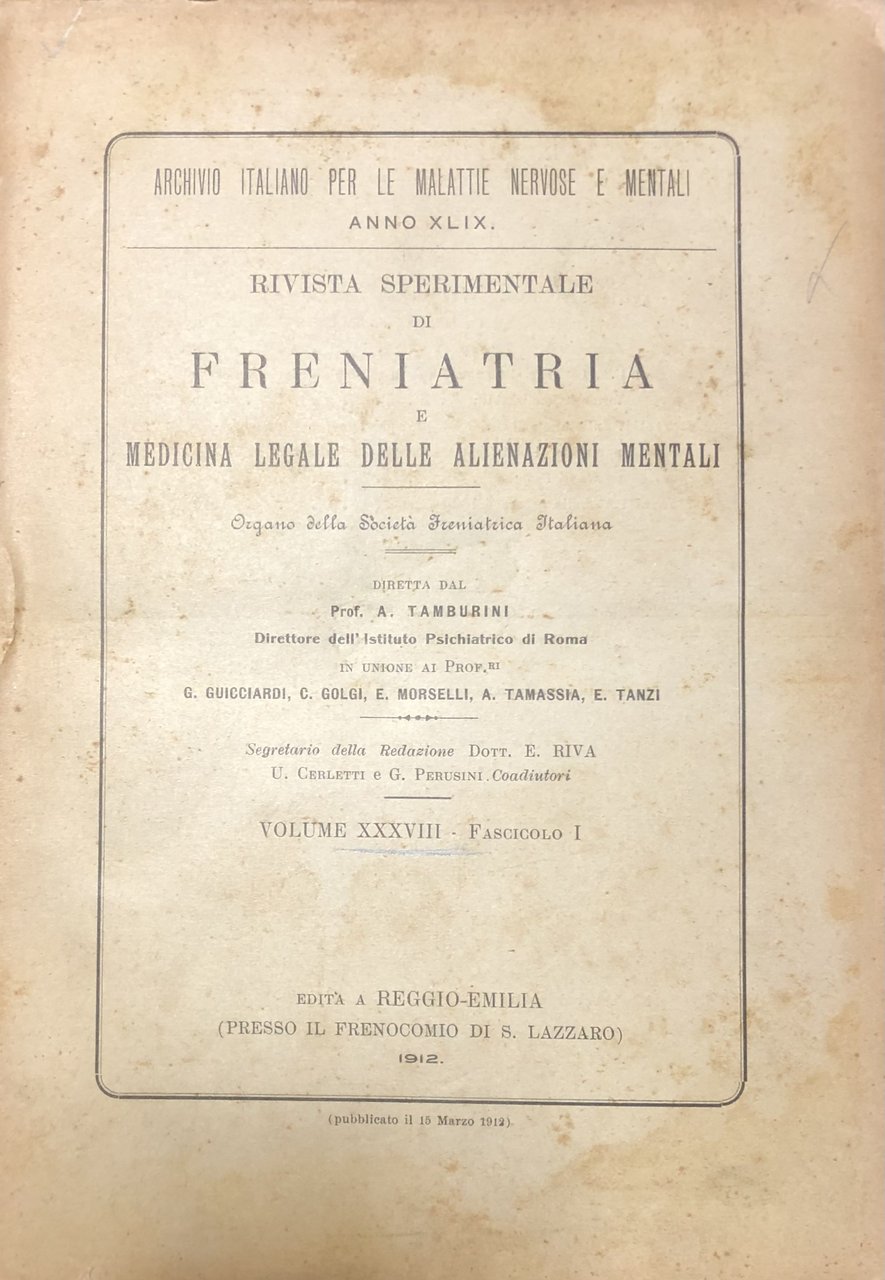 ARCHIVIO ITALIANO PER LE MALATTIE NERVOSE E MENTALI
ANNO XLIX.
RIVISTA SPERIMENTALE
DI
FRENIATRIA
E
MEDICINA LEGALE DELLE ALIENAZIONI MENTALI
Organo della Società Freniatrica Italiana
DIRETTA DAL
Prof. A. TAMBURINI
Direttore dell' Istituto Psichiatrico di Roma
IN UNIONE AI PROF.RI
G. GUICCIARDI, C. GOLGI, E. MORSELLI, A. TAMASSIA, E. TANZI
Segretario della Redazione DOTT. E. RIVA
U. CERLETTI e G. PERUSINI Coadiutori
VOLUME XXXVIII - FASCICOLO I
EDITA A REGGIO-EMILIA
(PRESSO IL FRENOCOMIO DI S. LAZZARO)
1912.
(pubblicato il 15 Marzo 1912)